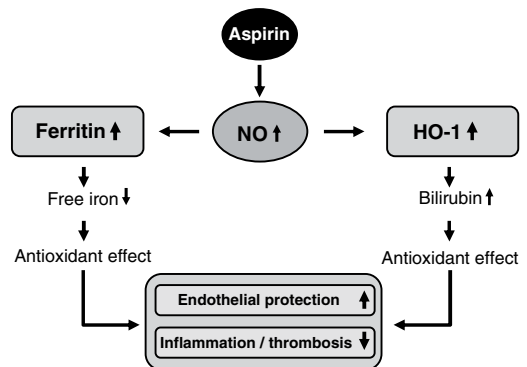 Aspirin
Ferritin ↑
NO ↑
HO-1 ↑
Free iron ↓
Bilirubin ↑
Antioxidant effect
Antioxidant effect
Endothelial protection ↑
Inflammation / thrombosis ↓